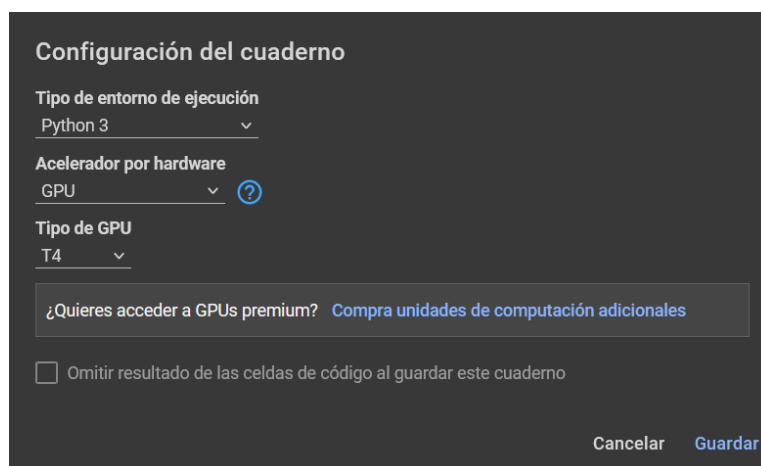 Configuración del cuaderno
Tipo de entorno de ejecución
Python 3
Acelerador por hardware
GPU
Tipo de GPU
T4
¿Quieres acceder a GPUs premium? Compra unidades de computación adicionales
Omitir resultado de las celdas de código al guardar este cuaderno
Cancelar Guardar